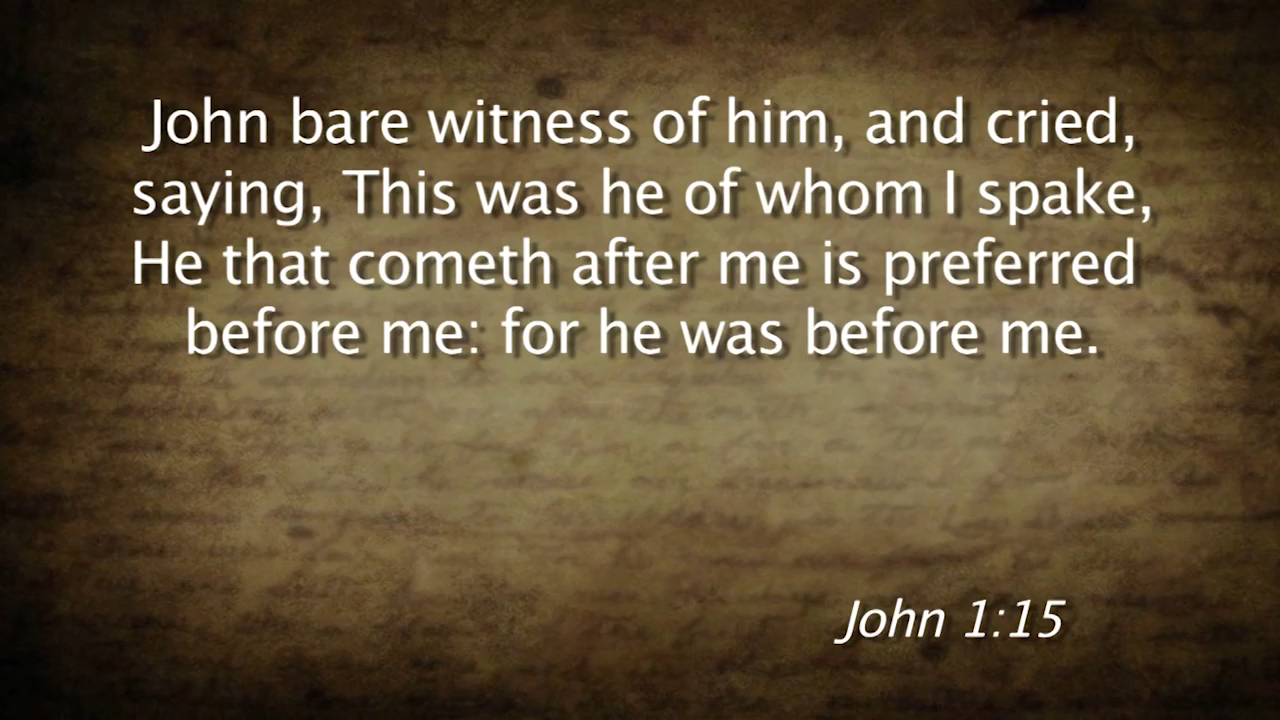 John bare witness of him, and cried,
saying, This was he of whom I spake,
He that cometh after me is preferred
before me: for he was before me.
John 1:15